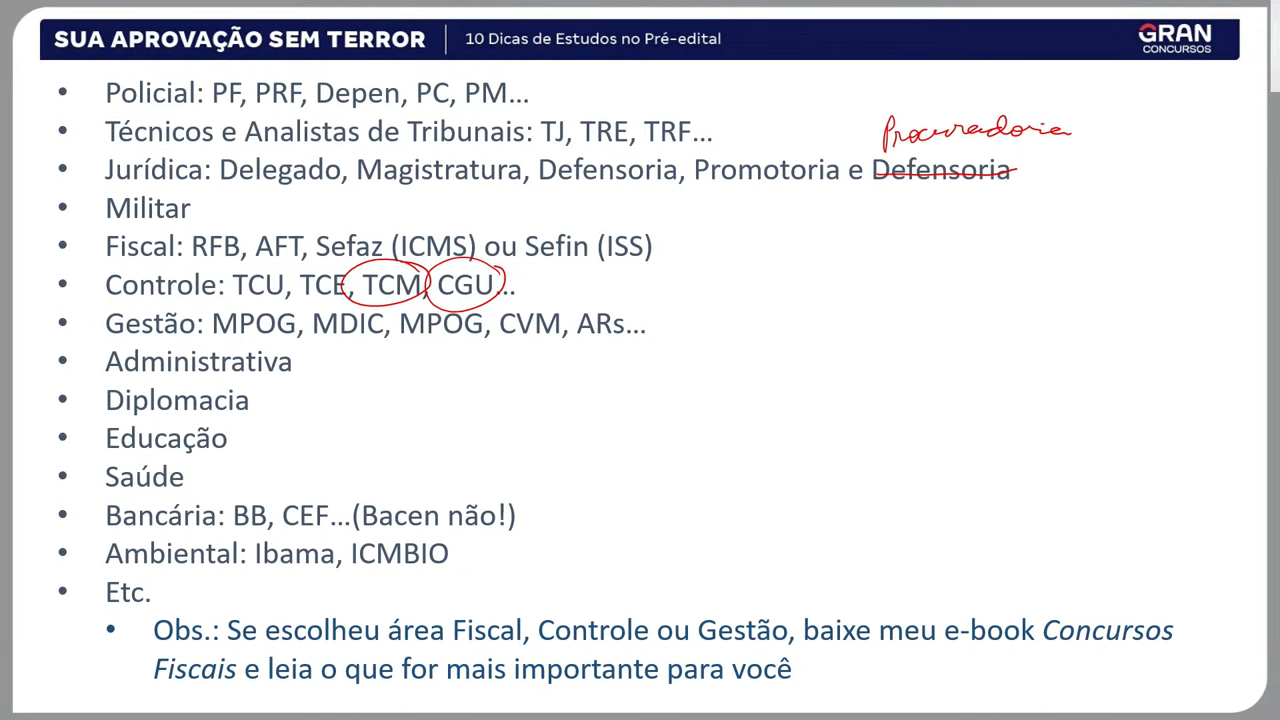 SUA APROVAÇÃO SEM TERROR
10 Dicas de Estudos no Pré-edital
GRAN
CONCURSOS
• Policial: PF, PRF, Depen, PC, PM...
• Técnicos e Analistas de Tribunais: TJ, TRE, TRF...
Procuradoria
• Jurídica: Delegado, Magistratura, Defensoria, Promotoria e Defensoria
• Militar
• Fiscal: RFB, AFT, Sefaz (ICMS) ou Sefin (ISS)
• Controle: TCU, TCE, TCM, CGU...
• Gestão: MPOG, MDIC, MPOG, CVM, ARs...
• Administrativa
• Diplomacia
• Educação
• Saúde
• Bancária: BB, CEF...(Bacen não!)
• Ambiental: Ibama, ICMBIO
• Etc.
• Obs.: Se escolheu área Fiscal, Controle ou Gestão, baixe meu e-book Concursos
Fiscais e leia o que for mais importante para você